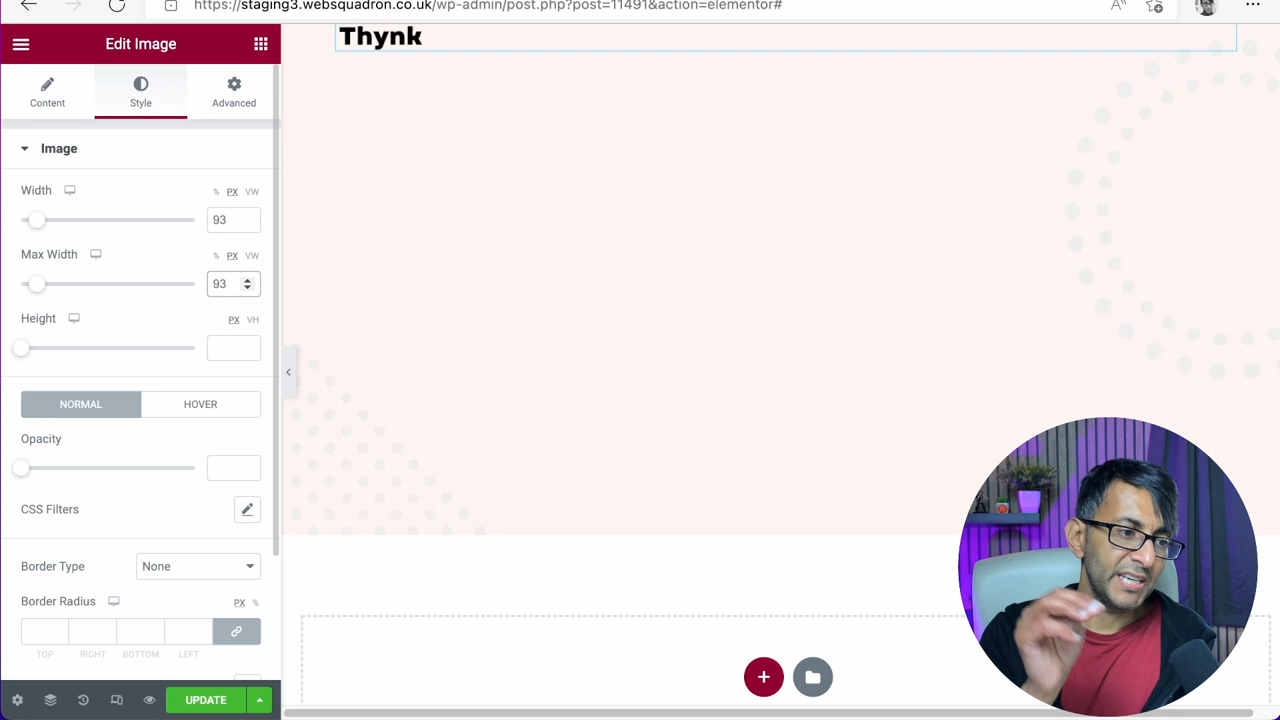 https://staging3.websquadron.co.uk/wp-admin/post.php?post=11491&action=elementor#
Edit Image
Thynk
Content
Style
Advanced
Image
Width
% PX VW
93
Max Width
% PX VW
93
Height
PX VH
NORMAL
HOVER
Opacity
CSS Filters
Border Type
None
Border Radius
PX %
TOP RIGHT BOTTOM LEFT
UPDATE